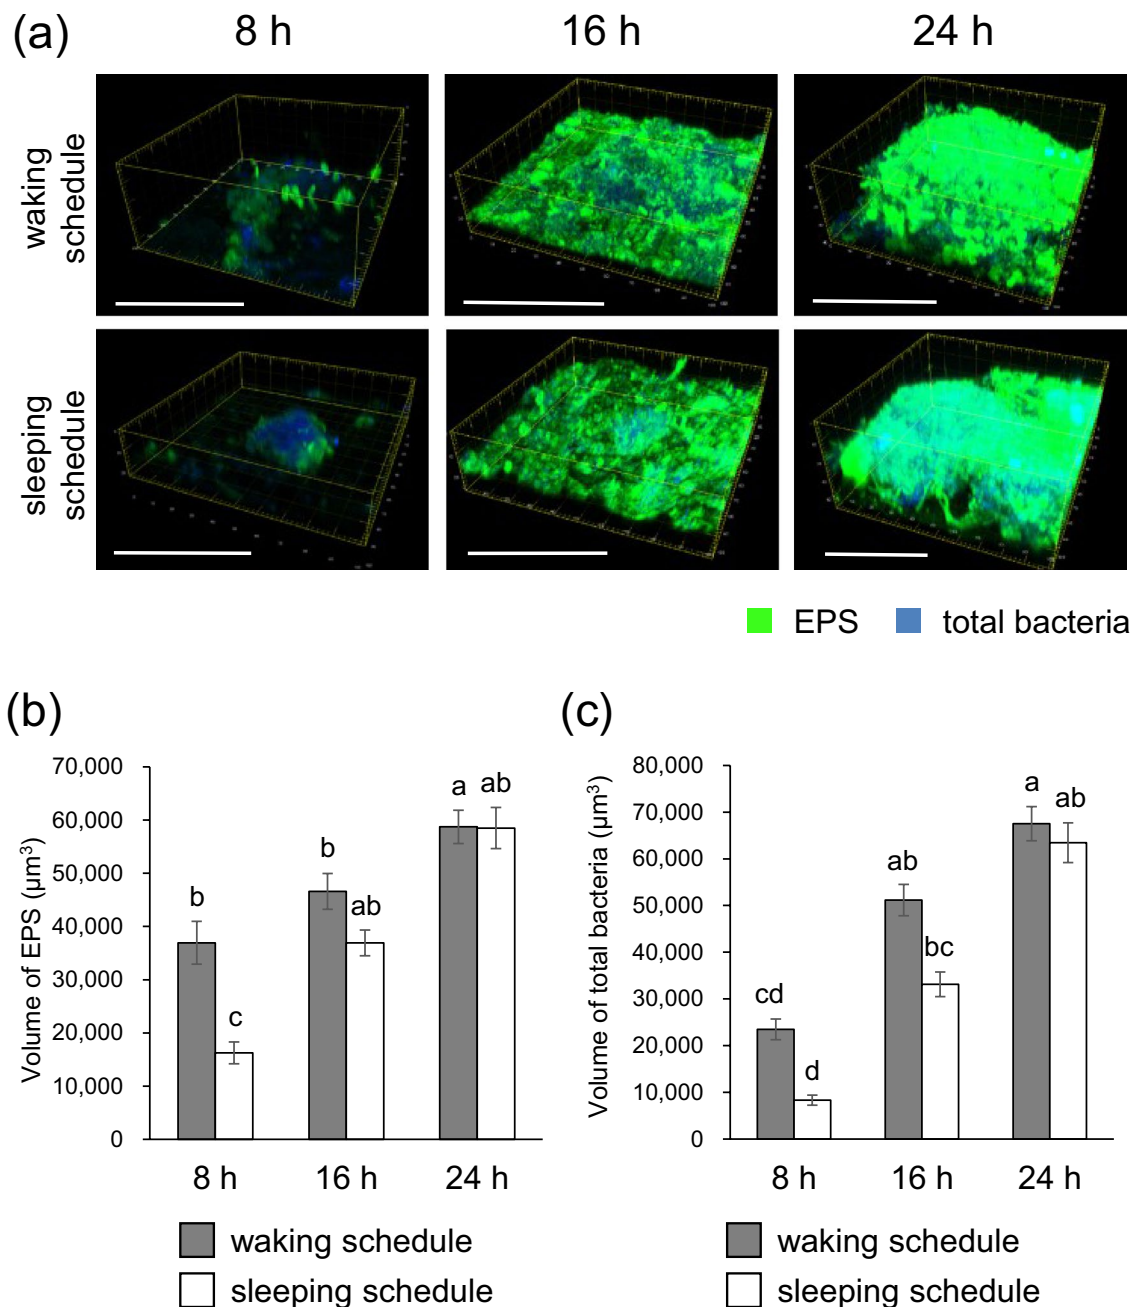 (a)
8 h 16 h 24 h
waking
schedule
sleeping
schedule
EPS total bacteria
(b)
Volume of EPS (µm³)
70,000
60,000
50,000
40,000
30,000
20,000
10,000
0
b
c
b
ab
a
ab
8 h 16 h 24 h
waking schedule
sleeping schedule
(c)
Volume of total bacteria (µm³)
80,000
70,000
60,000
50,000
40,000
30,000
20,000
10,000
0
cd
d
ab
bc
a
ab
8 h 16 h 24 h
waking schedule
sleeping schedule